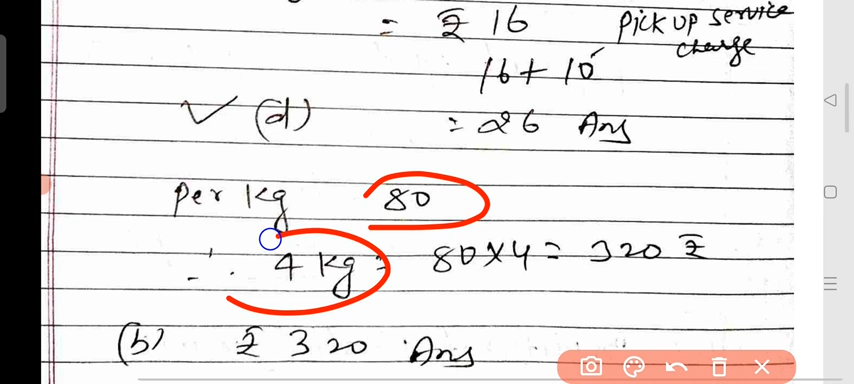 = ₹ 16 Pick up service charge
16 + 10
✓ (d) = 26 Ans
per kg 80
∴ 4 kg = 80 × 4 = 320 ₹
(b) ₹ 320 Ans